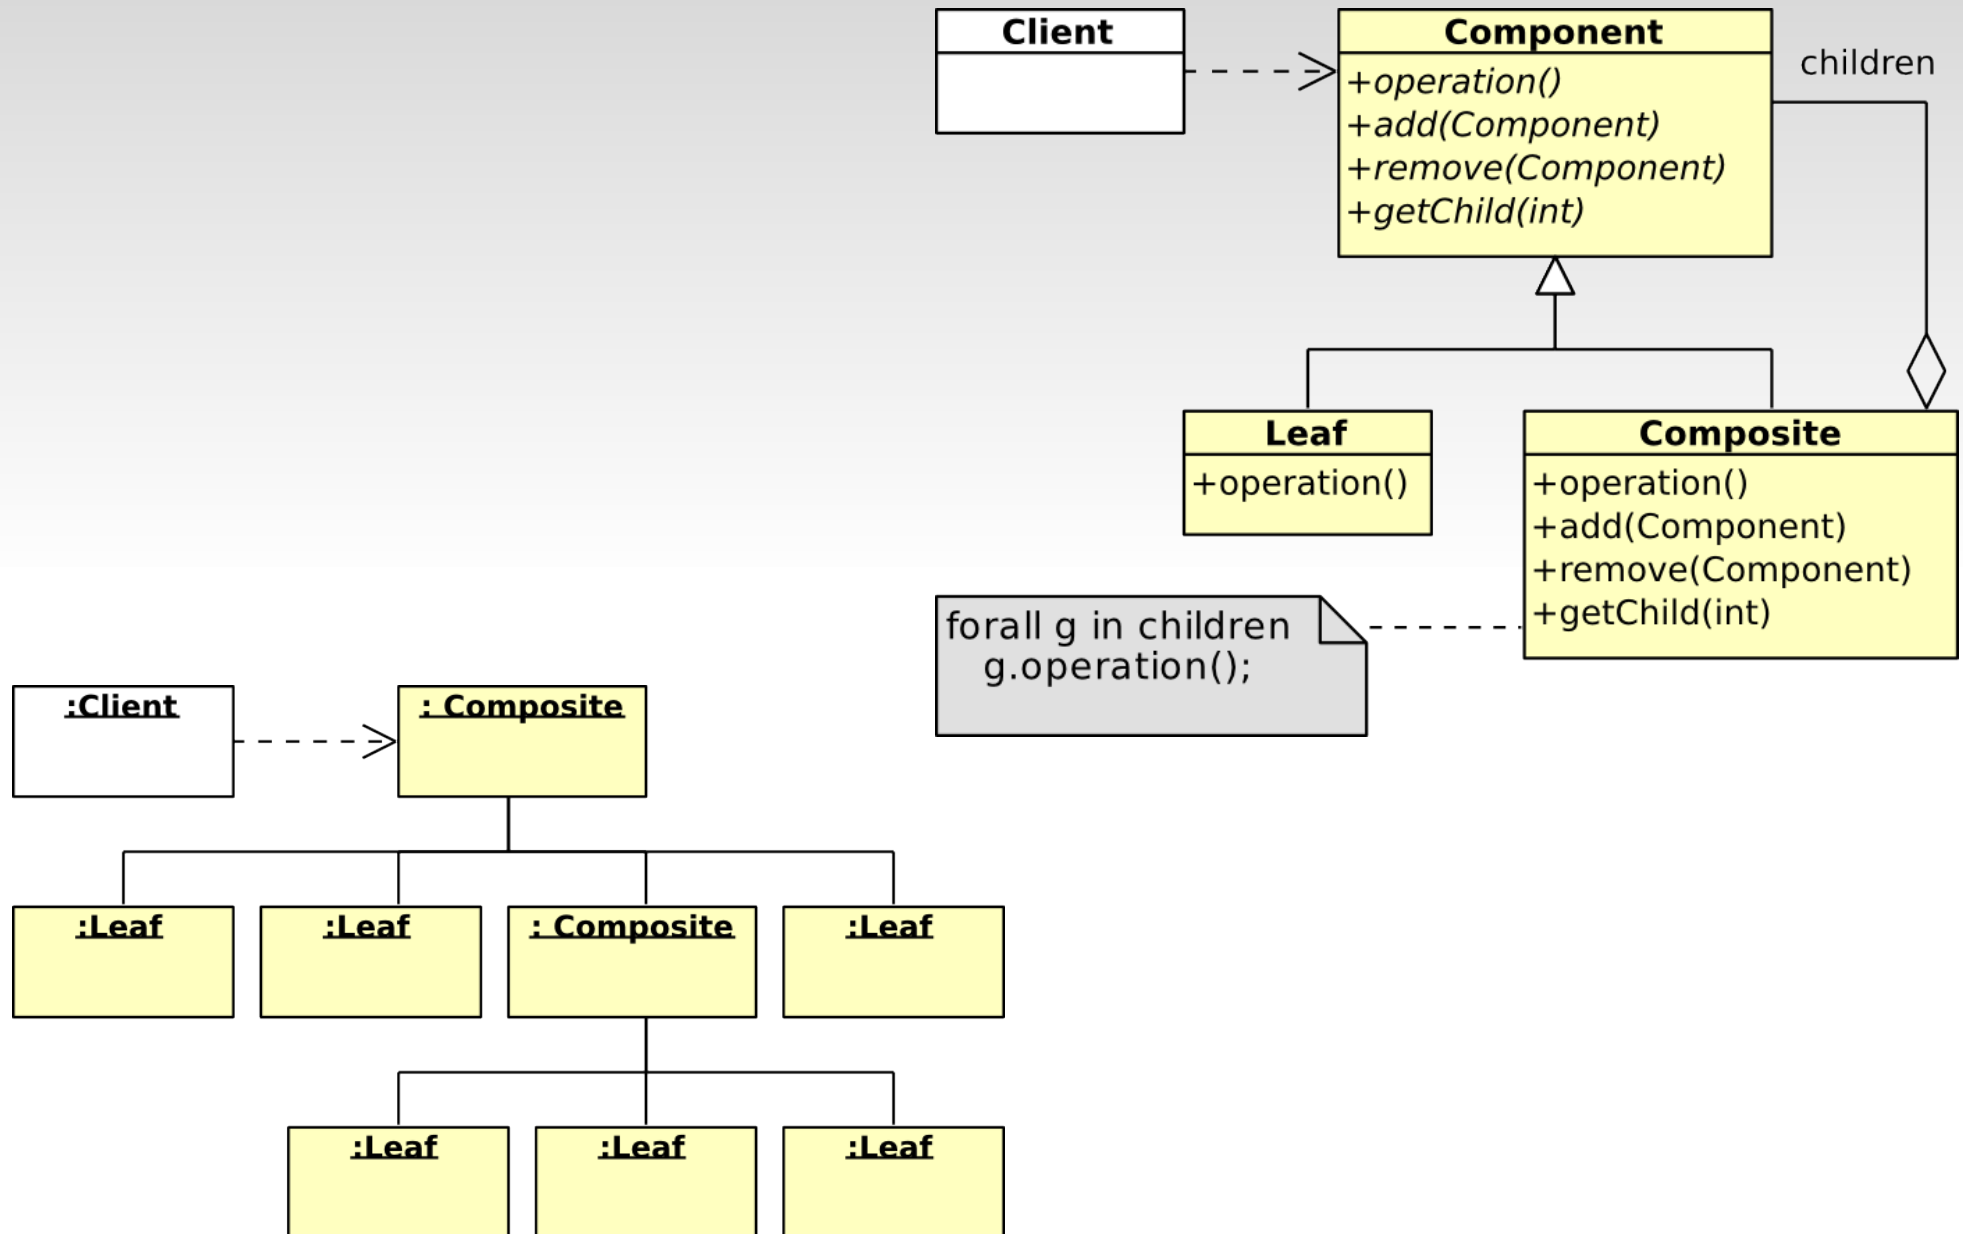 Client
Component
+operation()
+add(Component)
+remove(Component)
+getChild(int)
children
Leaf
+operation()
Composite
+operation()
+add(Component)
+remove(Component)
+getChild(int)
forall g in children
g.operation();
:Client
: Composite
:Leaf
:Leaf
: Composite
:Leaf
:Leaf
:Leaf
:Leaf